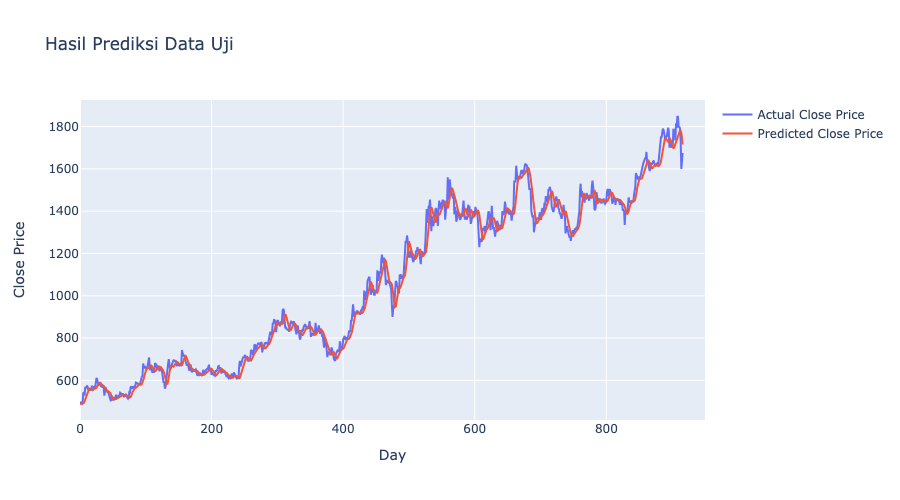 Hasil Prediksi Data Uji
Actual Close Price
Predicted Close Price
1800
1600
1400
1200
1000
800
600
Close Price
0
200
400
600
800
Day